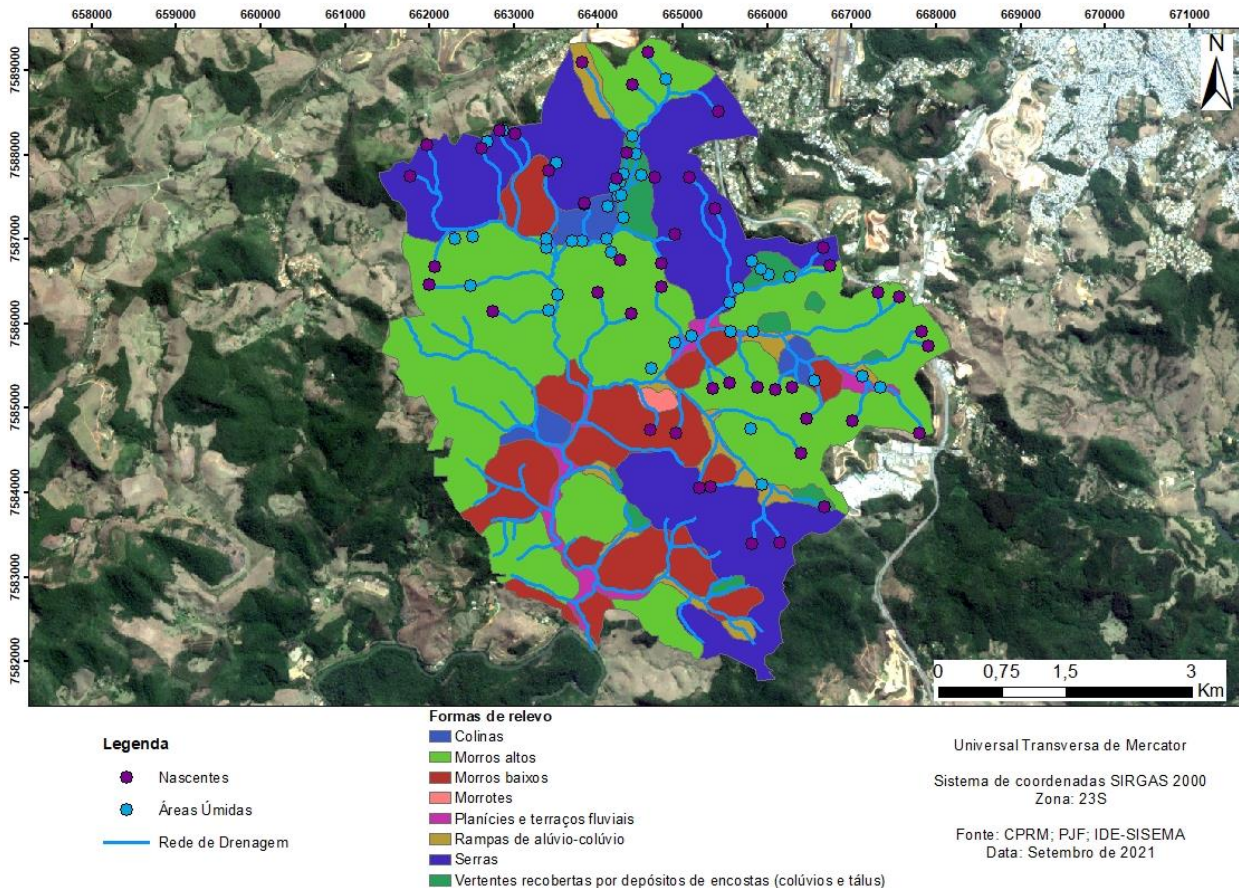 658000 659000 660000 661000 662000 663000 664000 665000 666000 667000 668000 669000 670000 671000
7589000
7588000
7587000
7586000
7585000
7584000
7583000
7582000
N
0 0,75 1,5 3
Km
Legenda
Nascentes
Áreas Úmidas
Rede de Drenagem
Formas de relevo
Colinas
Morros altos
Morros baixos
Morrotes
Planícies e terraços fluviais
Rampas de alúvio-colúvio
Serras
Vertentes recobertas por depósitos de encostas (colúvios e tálus)
Universal Transversa de Mercator
Sistema de coordenadas SIRGAS 2000
Zona: 23S
Fonte: CPRM; PJF; IDE-SISEMA
Data: Setembro de 2021